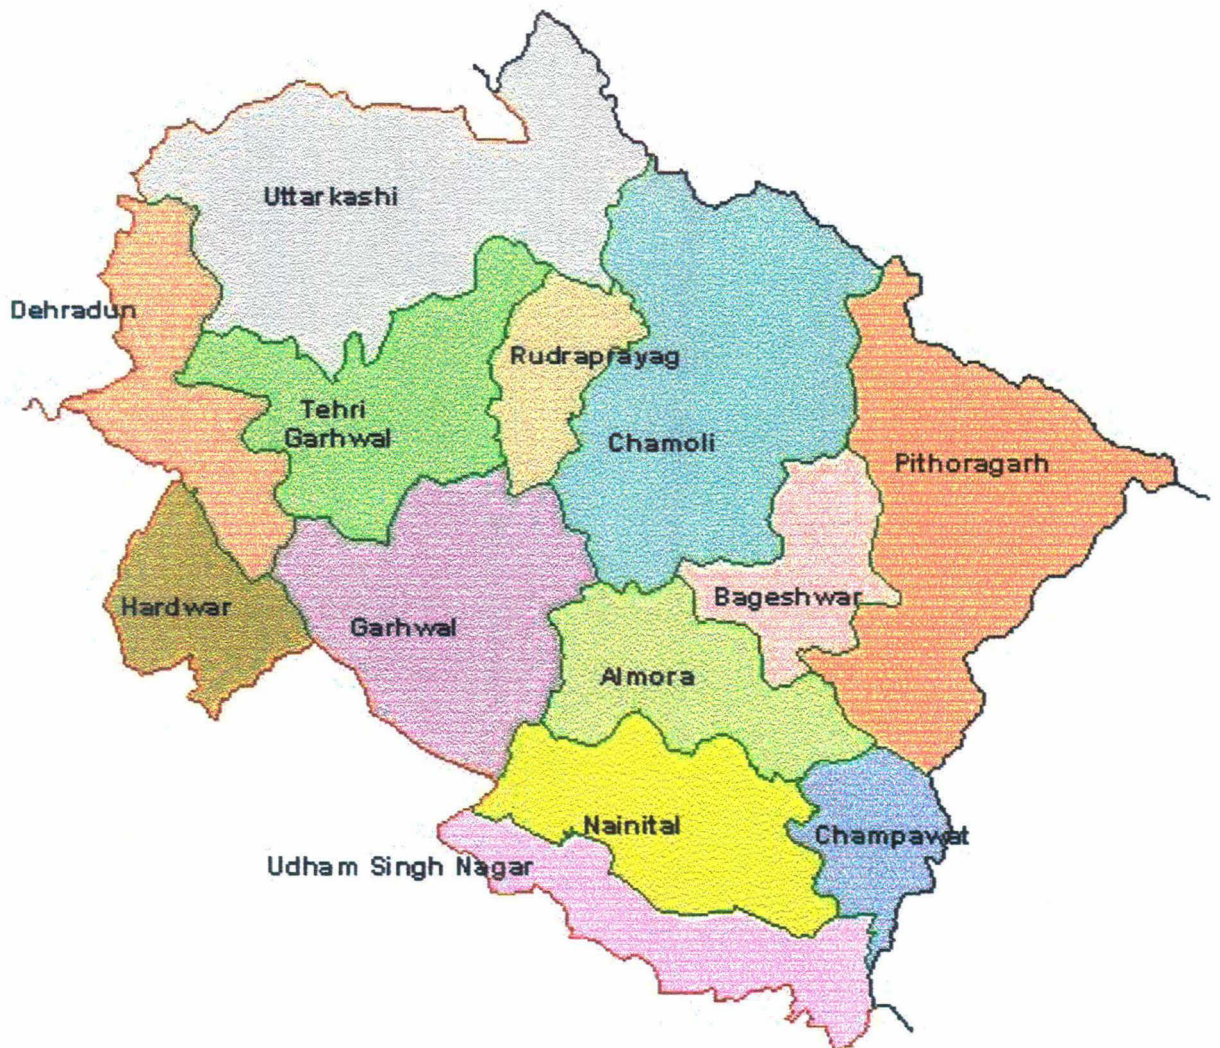 Uttarkashi
Dehradun
Rudraprayag
Tehri
Garhwal
Chamoli
Pithoragarh
Hardwar
Garhwal
Bageshwar
Almora
Nainital
Champawat
Udham Singh Nagar